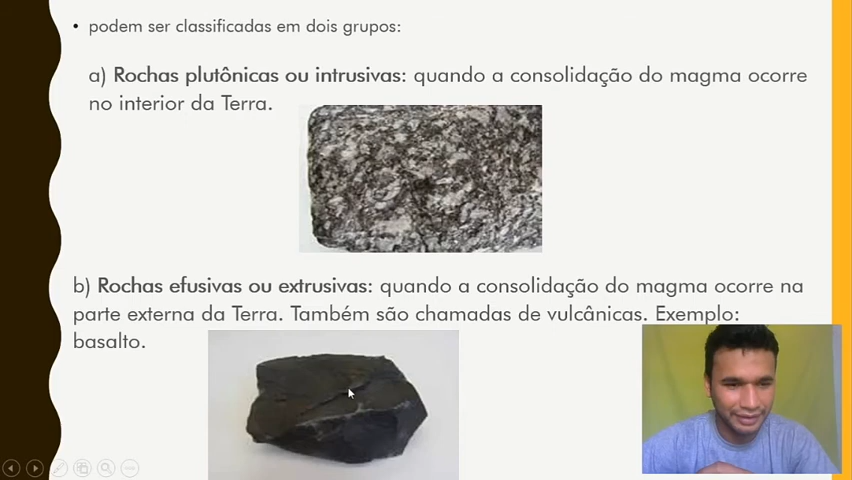 • podem ser classificadas em dois grupos:
a) Rochas plutônicas ou intrusivas: quando a consolidação do magma ocorre
no interior da Terra.
b) Rochas efusivas ou extrusivas: quando a consolidação do magma ocorre na
parte externa da Terra. Também são chamadas de vulcânicas. Exemplo:
basalto.